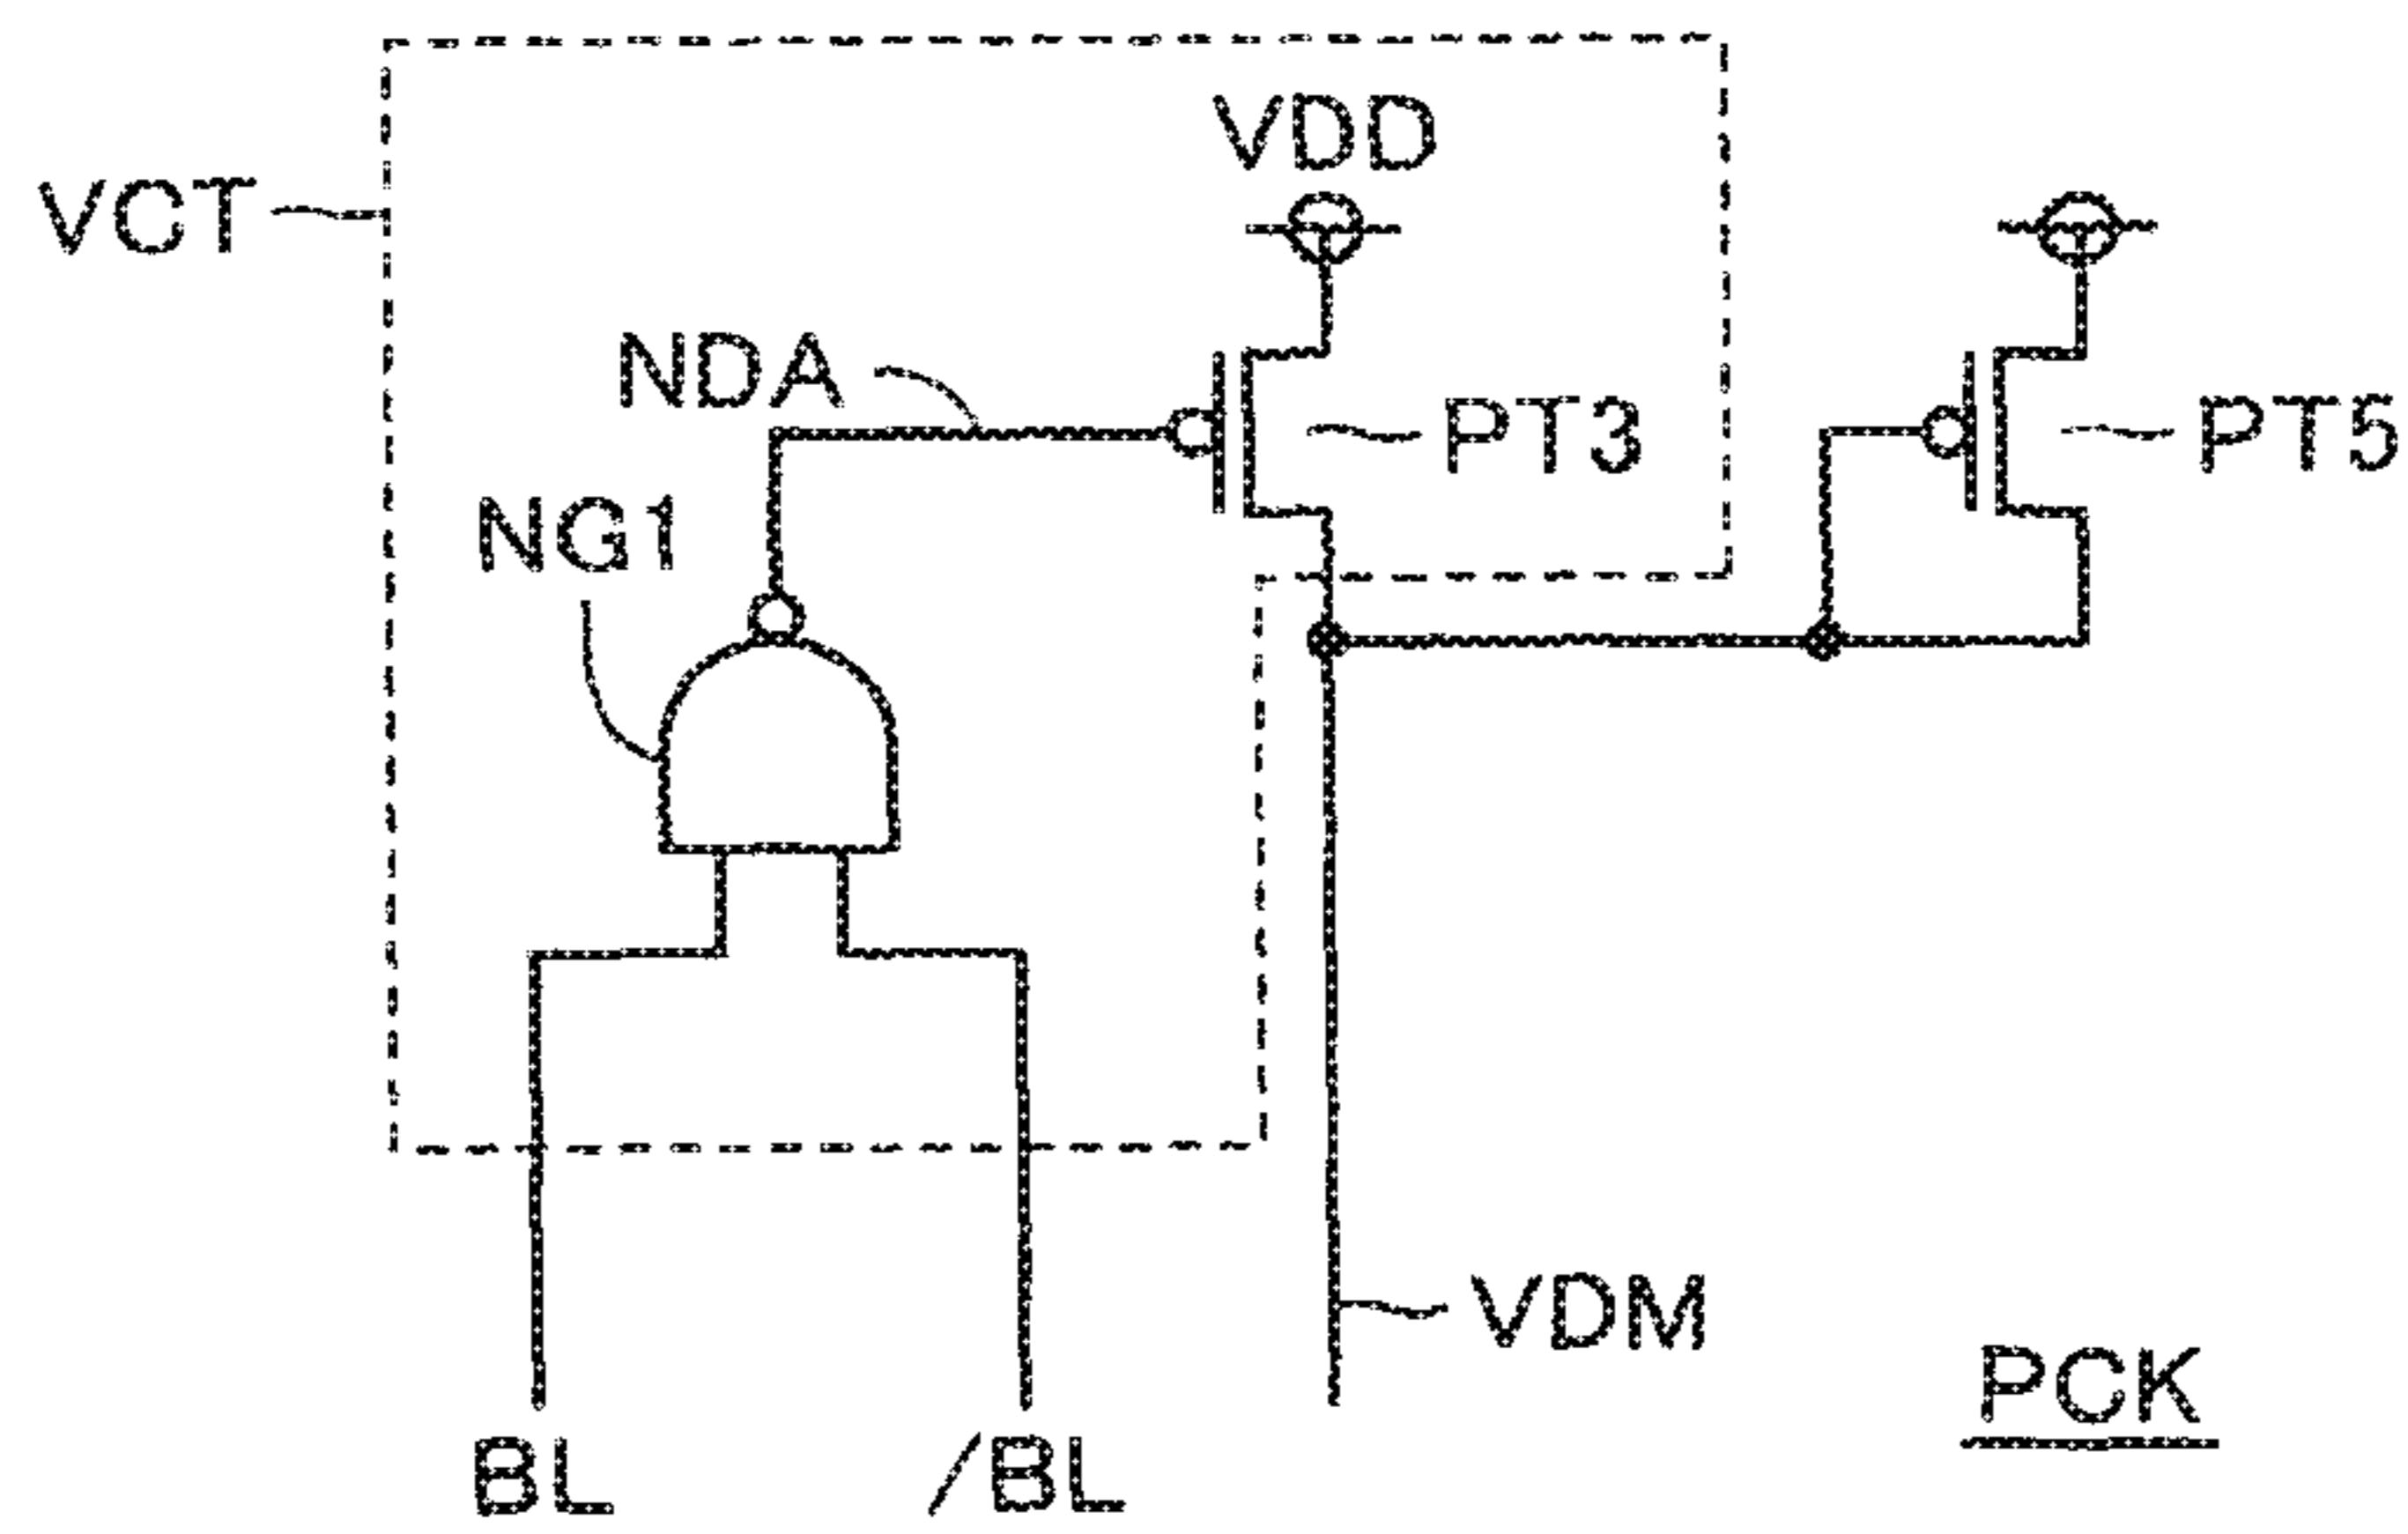 VDD
VCT
NDA
PT3
PT5
NG1
VDM
PCK
BL
/BL